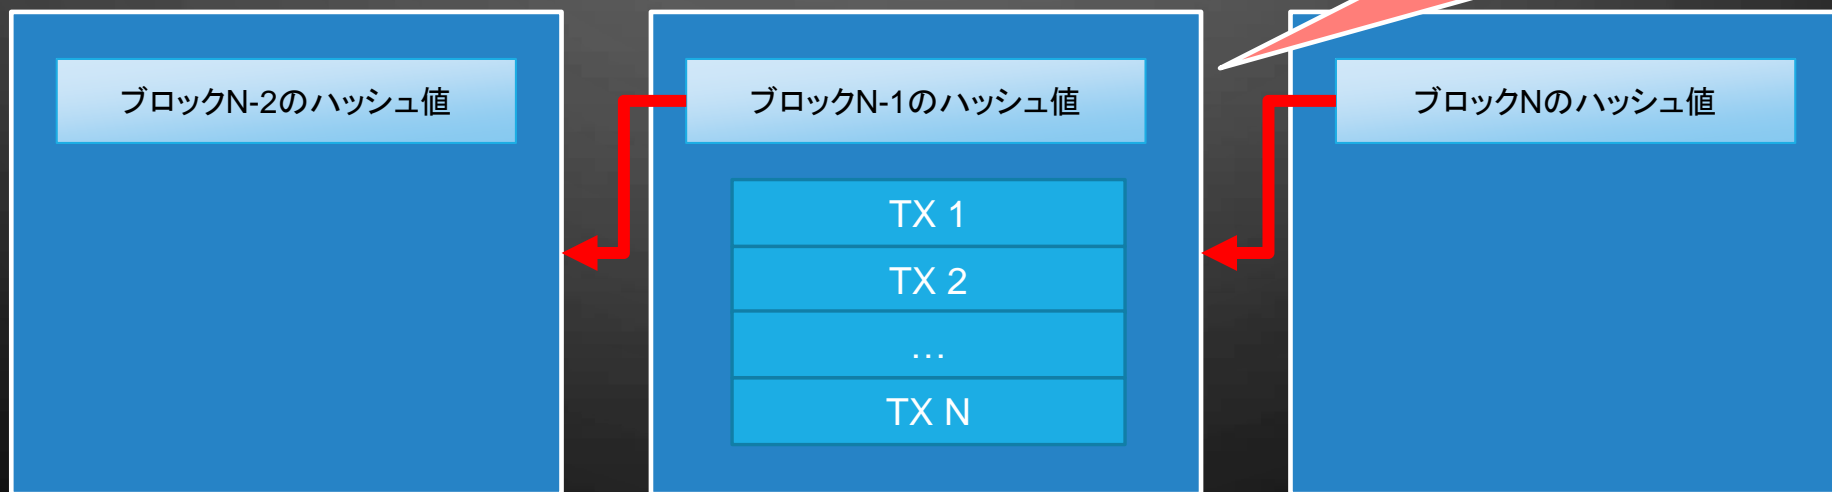 ブロックN-2のハッシュ値
ブロックN-1のハッシュ値
ブロックNのハッシュ値
TX 1
TX 2
…
TX N